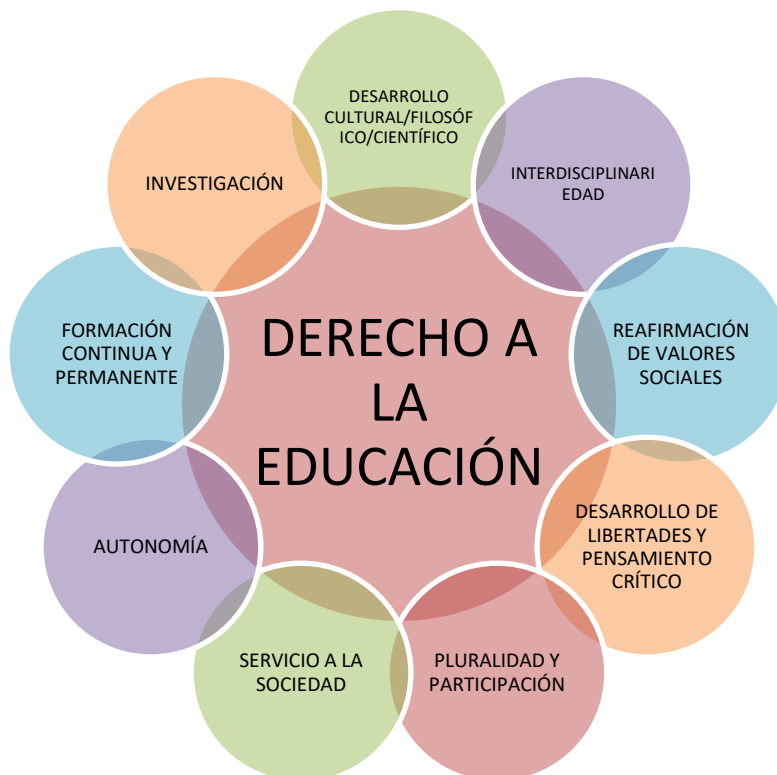 DESARROLLO
CULTURAL/FILOSÓF
ICO/CIENTÍFICO
INTERDISCIPLINARI
EDAD
REAFIRMACIÓN
DE VALORES
SOCIALES
DESARROLLO DE
LIBERTADES Y
PENSAMIENTO
CRÍTICO
PLURALIDAD Y
PARTICIPACIÓN
SERVICIO A LA
SOCIEDAD
AUTONOMÍA
FORMACIÓN
CONTINUA Y
PERMANENTE
INVESTIGACIÓN
DERECHO A
LA
EDUCACIÓN